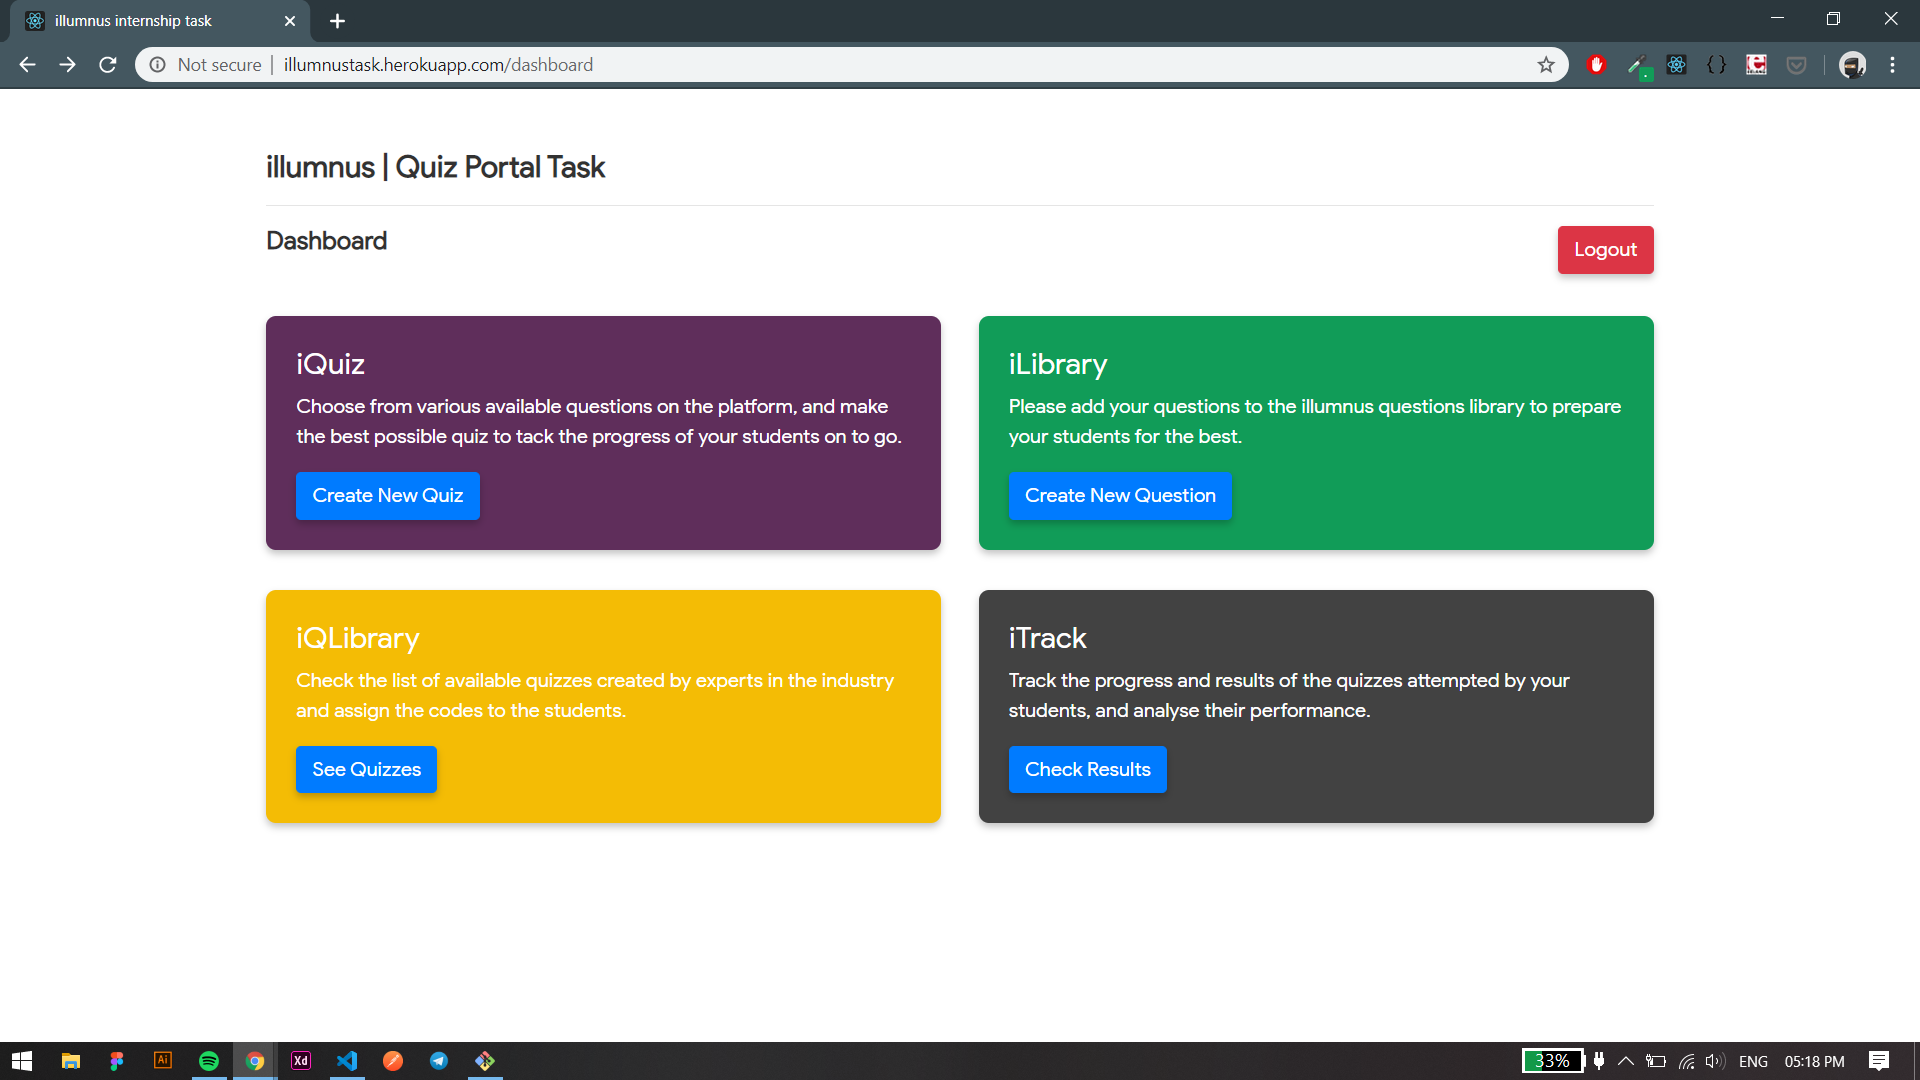 illumnus internship task
Not secure
illumnustask.herokuapp.com/dashboard
illumnus | Quiz Portal Task
Dashboard
Logout
iQuiz
Choose from various available questions on the platform, and make
the best possible quiz to tack the progress of your students on to go.
Create New Quiz
iLibrary
Please add your questions to the illumnus questions library to prepare
your students for the best.
Create New Question
iQLibrary
Check the list of available quizzes created by experts in the industry
and assign the codes to the students.
See Quizzes
iTrack
Track the progress and results of the quizzes attempted by your
students, and analyse their performance.
Check Results
Ai
Xd
33%
ENG
05:18 PM